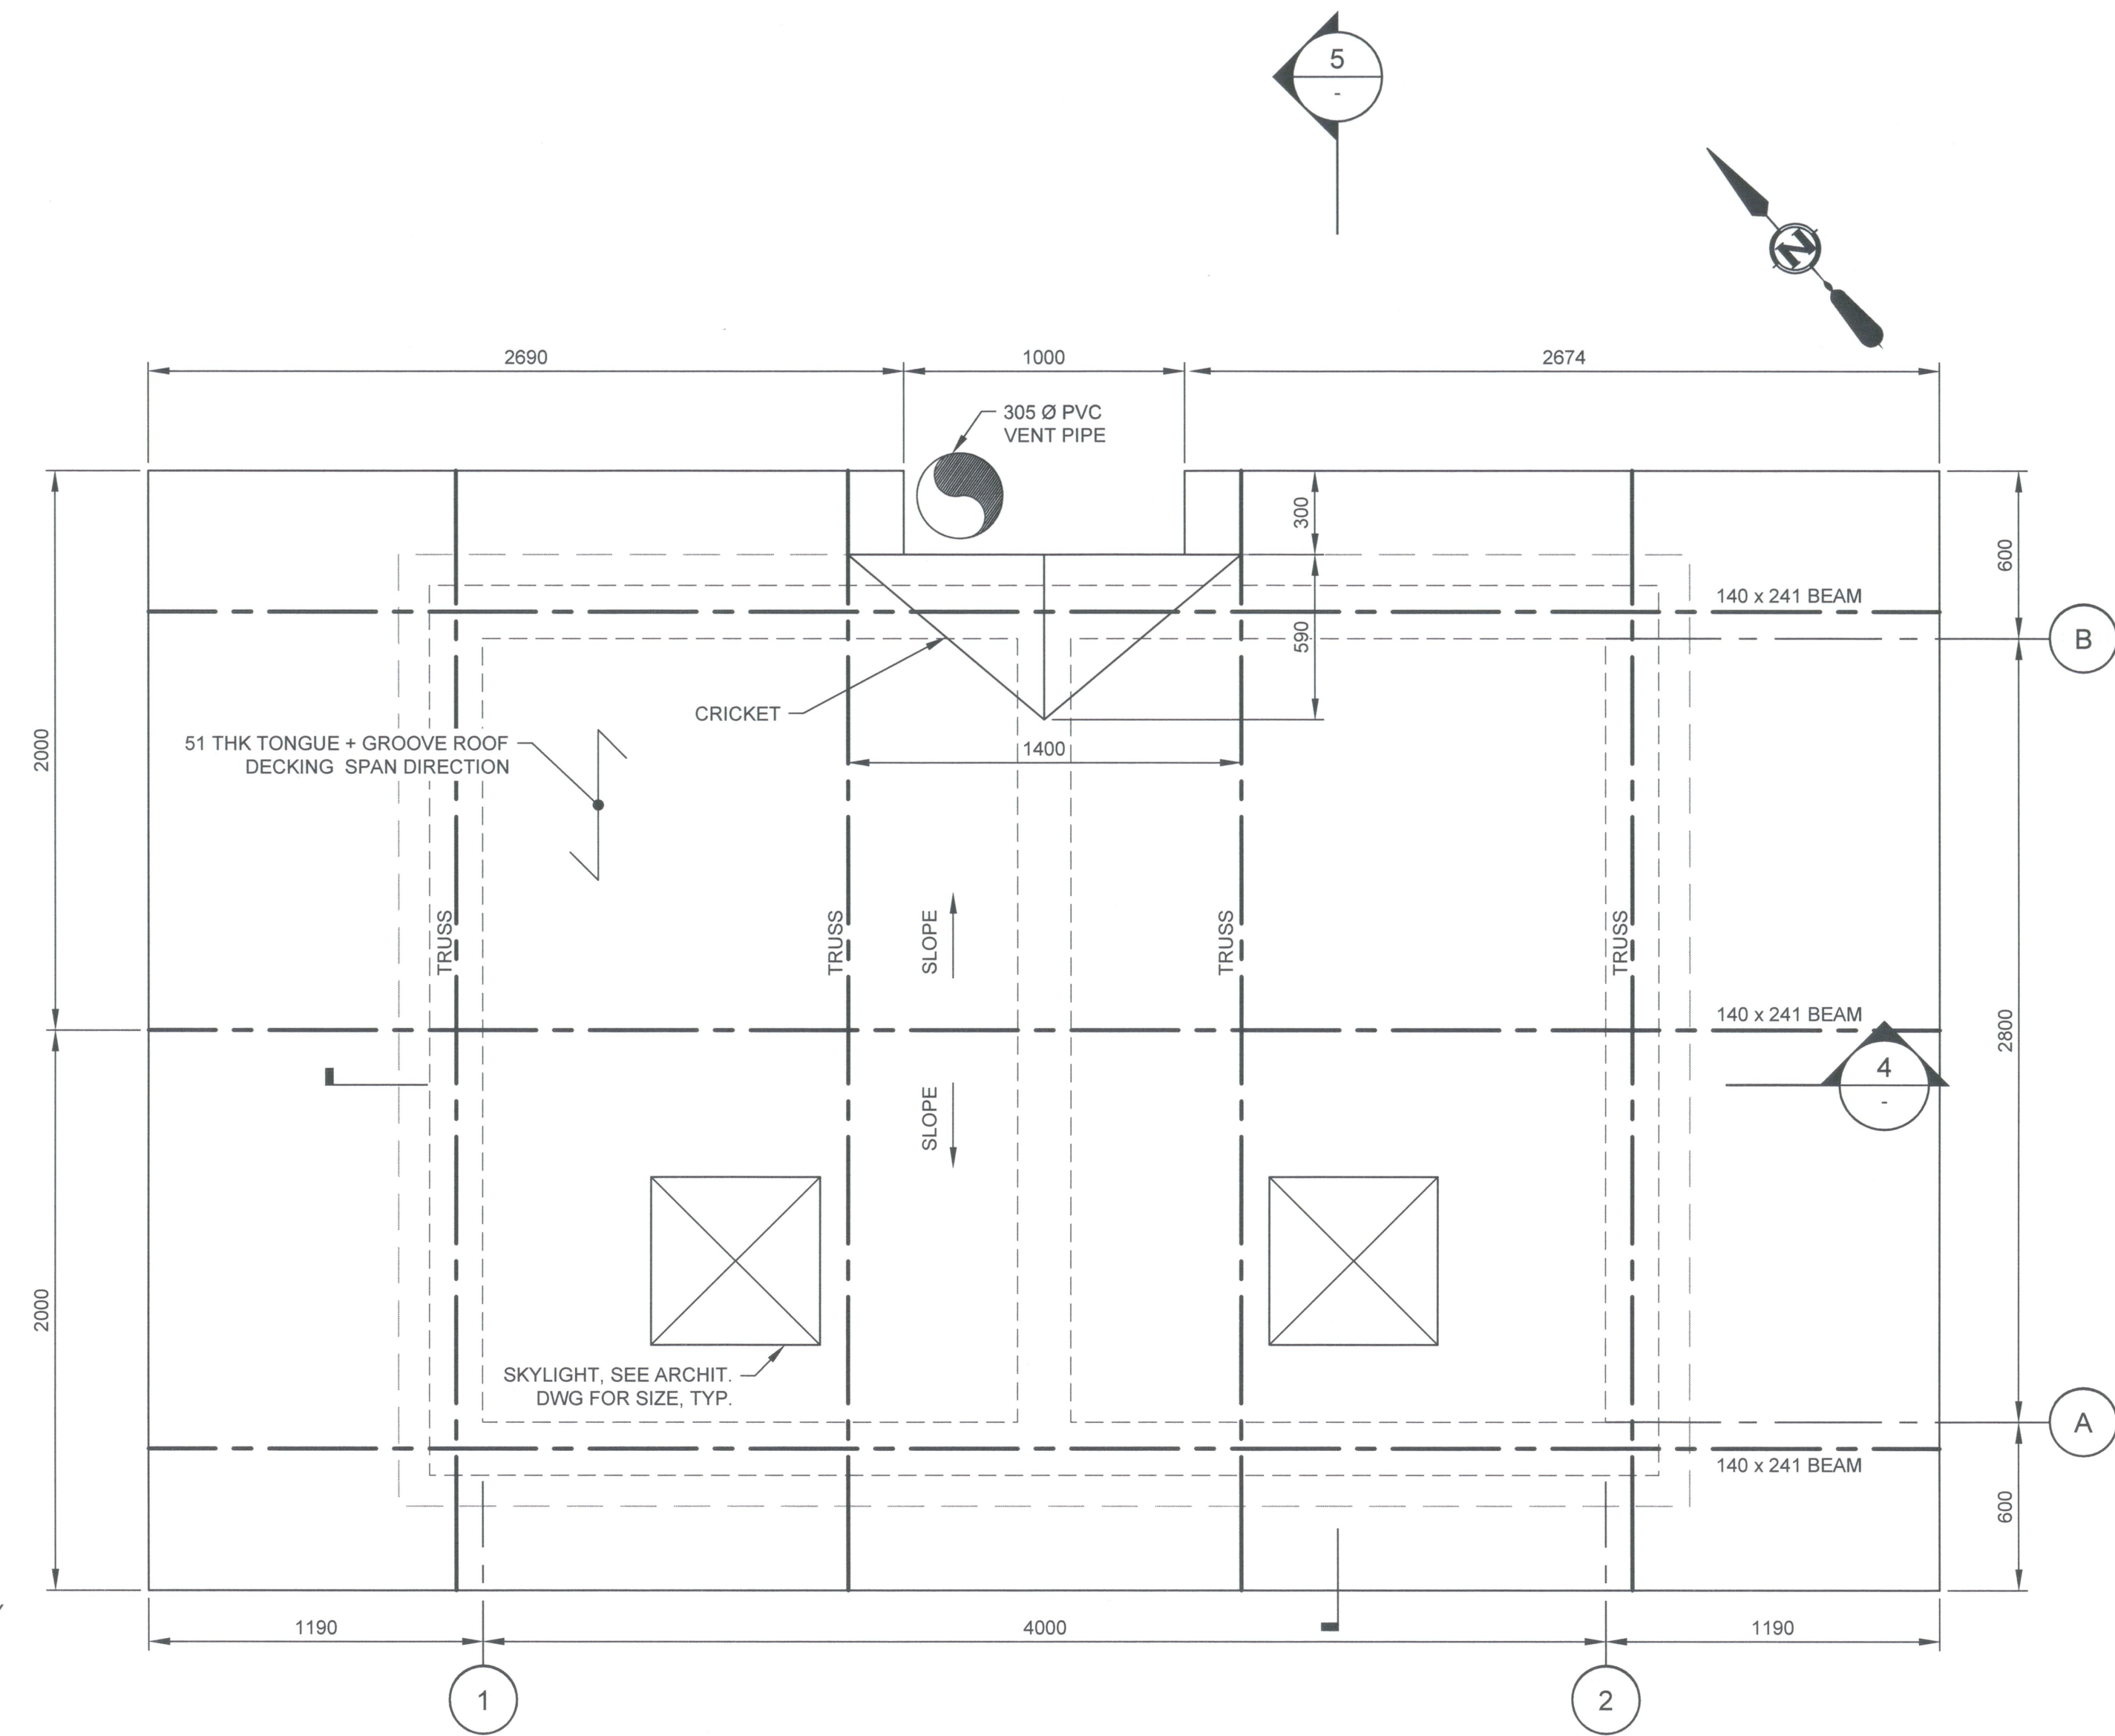 5
-
N
2690
1000
2674
305 Ø PVC
VENT PIPE
300
600
140 x 241 BEAM
B
590
CRICKET
51 THK TONGUE + GROOVE ROOF
DECKING SPAN DIRECTION
2000
1400
TRUSS
TRUSS
SLOPE
TRUSS
TRUSS
140 x 241 BEAM
2800
4
-
SLOPE
2000
SKYLIGHT, SEE ARCHIT.
DWG FOR SIZE, TYP.
A
140 x 241 BEAM
600
1190
4000
1190
1
2